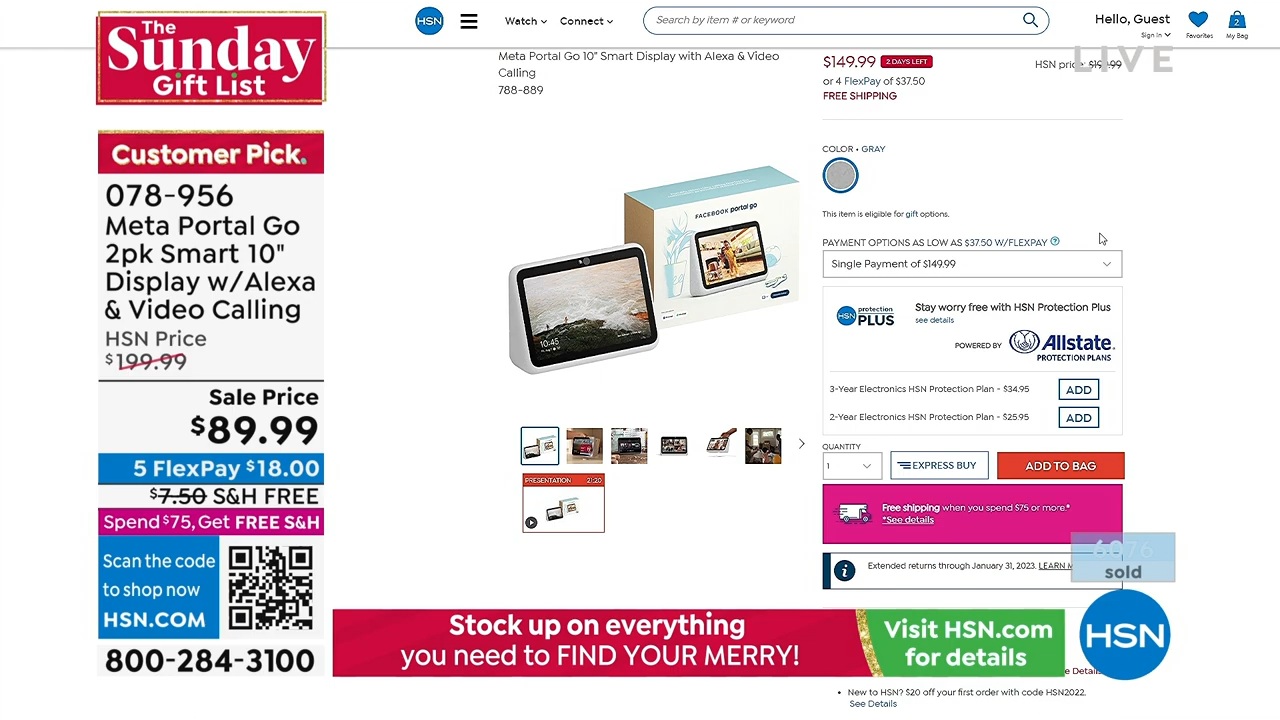 The
Sunday
Gift List
Customer Pick.
078-956
Meta Portal Go
2pk Smart 10"
Display w/Alexa
& Video Calling
HSN Price
$199.99
Sale Price
$89.99
5 FlexPay $18.00
$7.50 S&H FREE
Spend $75, Get FREE S&H
Scan the code
to shop now
HSN.COM
800-284-3100
HSN
Watch
Connect
Search by item # or keyword
Hello, Guest
Sign In
Favorites
2
My Bag
LIVE
Meta Portal Go 10" Smart Display with Alexa & Video
Calling
788-889
$149.99 2 DAYS LEFT
HSN price: $199.99
or 4 FlexPay of $37.50
FREE SHIPPING
COLOR • GRAY
This item is eligible for gift options.
PAYMENT OPTIONS AS LOW AS $37.50 W/FLEXPAY ?
Single Payment of $149.99
HSN protection PLUS
Stay worry free with HSN Protection Plus
see details
POWERED BY Allstate.
PROTECTION PLANS
3-Year Electronics HSN Protection Plan - $34.95 ADD
2-Year Electronics HSN Protection Plan - $25.95 ADD
QUANTITY
1
EXPRESS BUY
ADD TO BAG
Free shipping when you spend $75 or more.*
*See details
Extended returns through January 31, 2023. LEARN M
FACEBOOK portal go
10:45
PRESENTATION 21:20
sold
Stock up on everything
you need to FIND YOUR MERRY!
Visit HSN.com
for details
HSN
e Details
• New to HSN? $20 off your first order with code HSN2022.
See Details